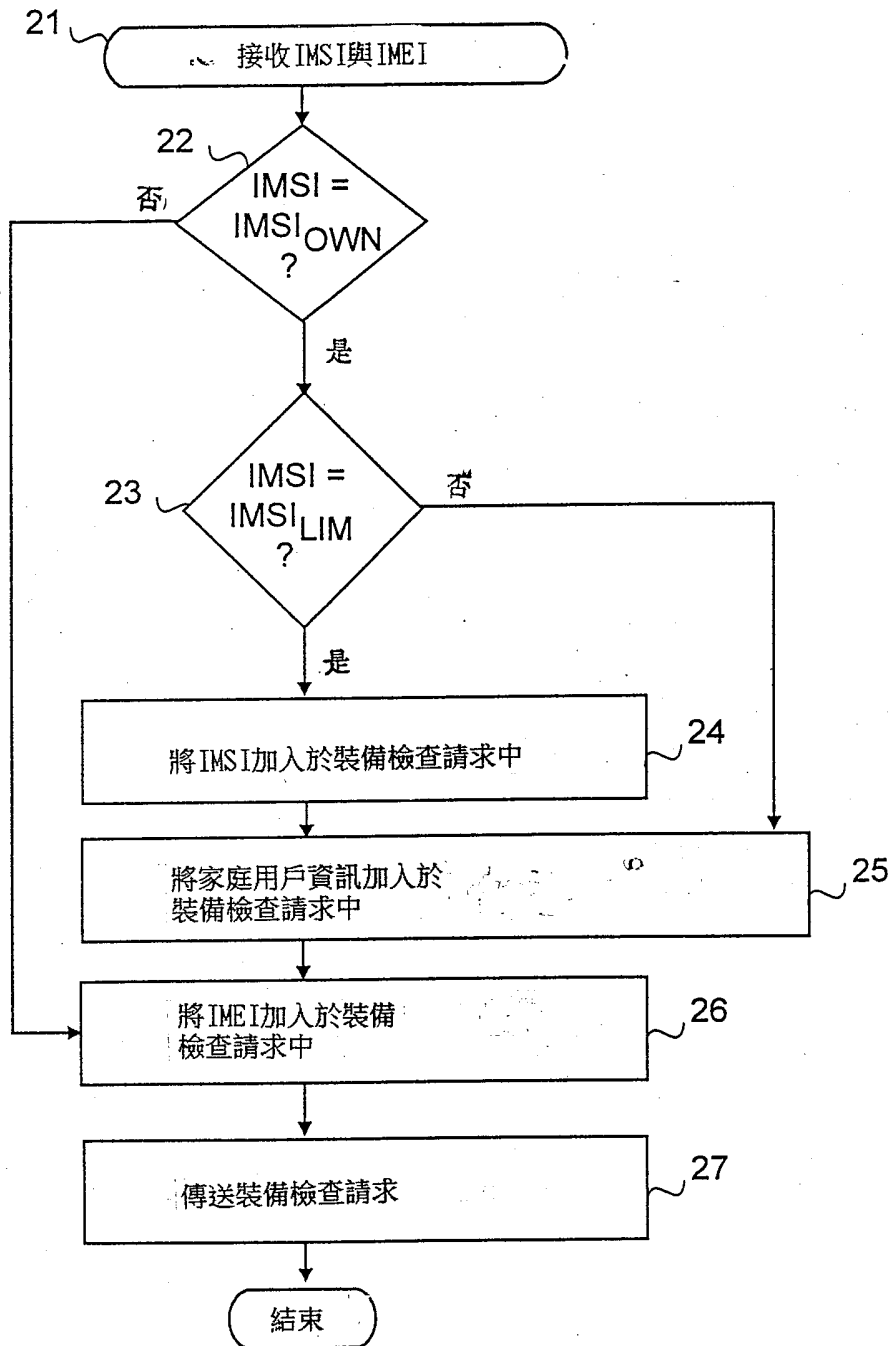 21
接收IMSI與IMEI
22
否
IMSI =
IMSI OWN
?
是
23
IMSI =
IMSI LIM
?
否
是
24
將IMSI加入於裝備檢查請求中
25
將家庭用戶資訊加入於
裝備檢查請求中
26
將IMEI加入於裝備
檢查請求中
27
傳送裝備檢查請求
結束